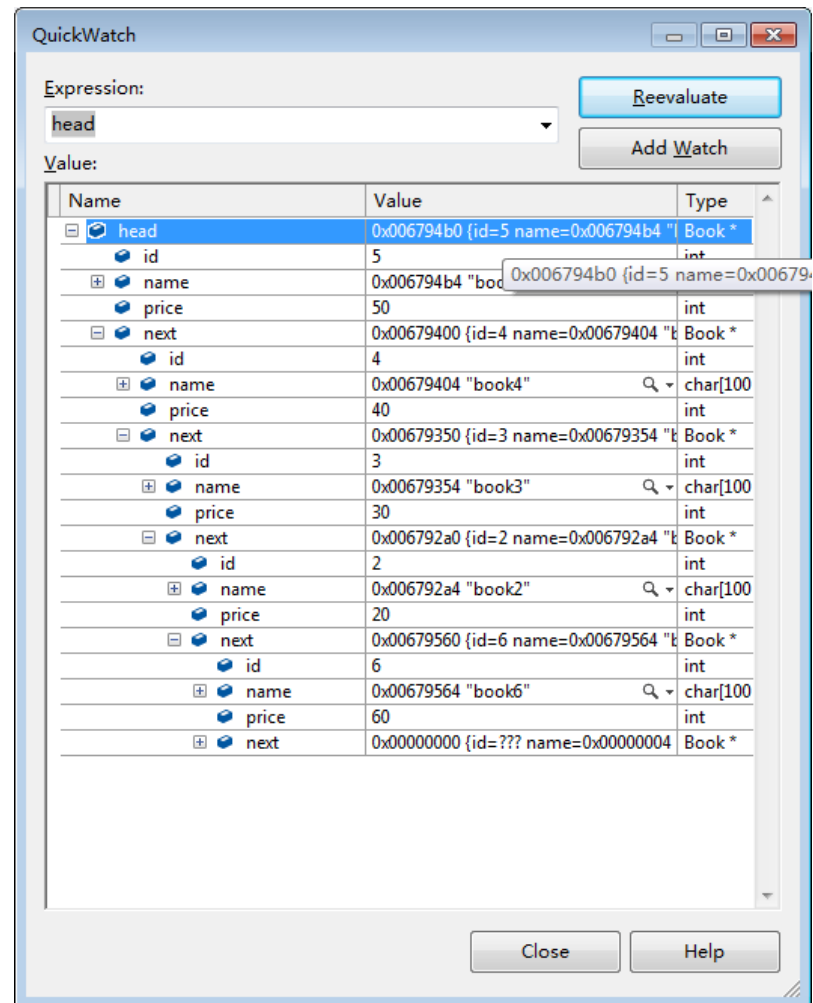 QuickWatch
Expression:
Reevaluate
head
Add Watch
Value:
Name Value Type
head 0x006794b0 {id=5 name=0x006794b4 " Book *
id 5 int
0x006794b0 {id=5 name=0x00679
name 0x006794b4 "boo
price 50 int
next 0x00679400 {id=4 name=0x00679404 "b Book *
id 4 int
name 0x00679404 "book4" char[100
price 40 int
next 0x00679350 {id=3 name=0x00679354 "b Book *
id 3 int
name 0x00679354 "book3" char[100
price 30 int
next 0x006792a0 {id=2 name=0x006792a4 "b Book *
id 2 int
name 0x006792a4 "book2" char[100
price 20 int
next 0x00679560 {id=6 name=0x00679564 "b Book *
id 6 int
name 0x00679564 "book6" char[100
price 60 int
next 0x00000000 {id=??? name=0x00000004 Book *
Close Help